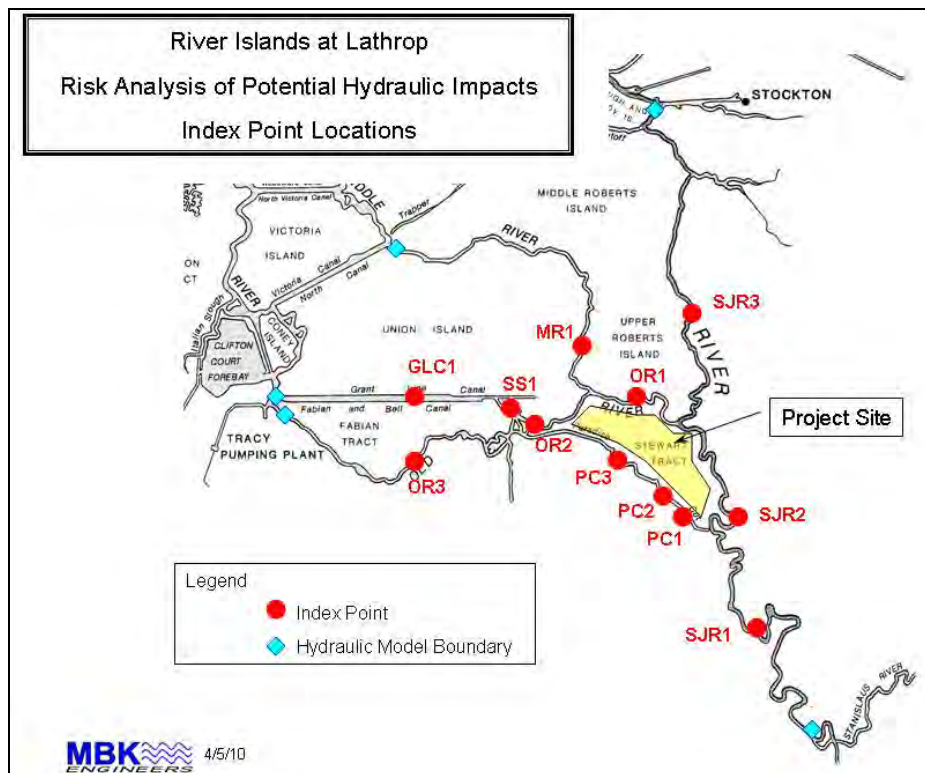 River Islands at Lathrop
Risk Analysis of Potential Hydraulic Impacts
Index Point Locations
STOCKTON
MIDDLE ROBERTS
ISLAND
North Victoria Canal
VICTORIA
ISLAND
Trapper
ON
CT
Victoria Canal
North Canal
RIVER
RIVER
Italian Slough
CONEY
ISLAND
CLIFTON
COURT
FOREBAY
UNION ISLAND
MR1
UPPER
ROBERTS
ISLAND
SJR3
RIVER
GLC1
Grant Canal
SS1
OR1
RIVER
Fabian and Bell Canal
FABIAN
TRACT
OR2
Project Site
STEWART
TRACT
TRACY
PUMPING PLANT
OR3
PC3
PC2
PC1
SJR2
SJR1
STANISLAUS RIVER
Legend
Index Point
Hydraulic Model Boundary
MBK
ENGINEERS
4/5/10